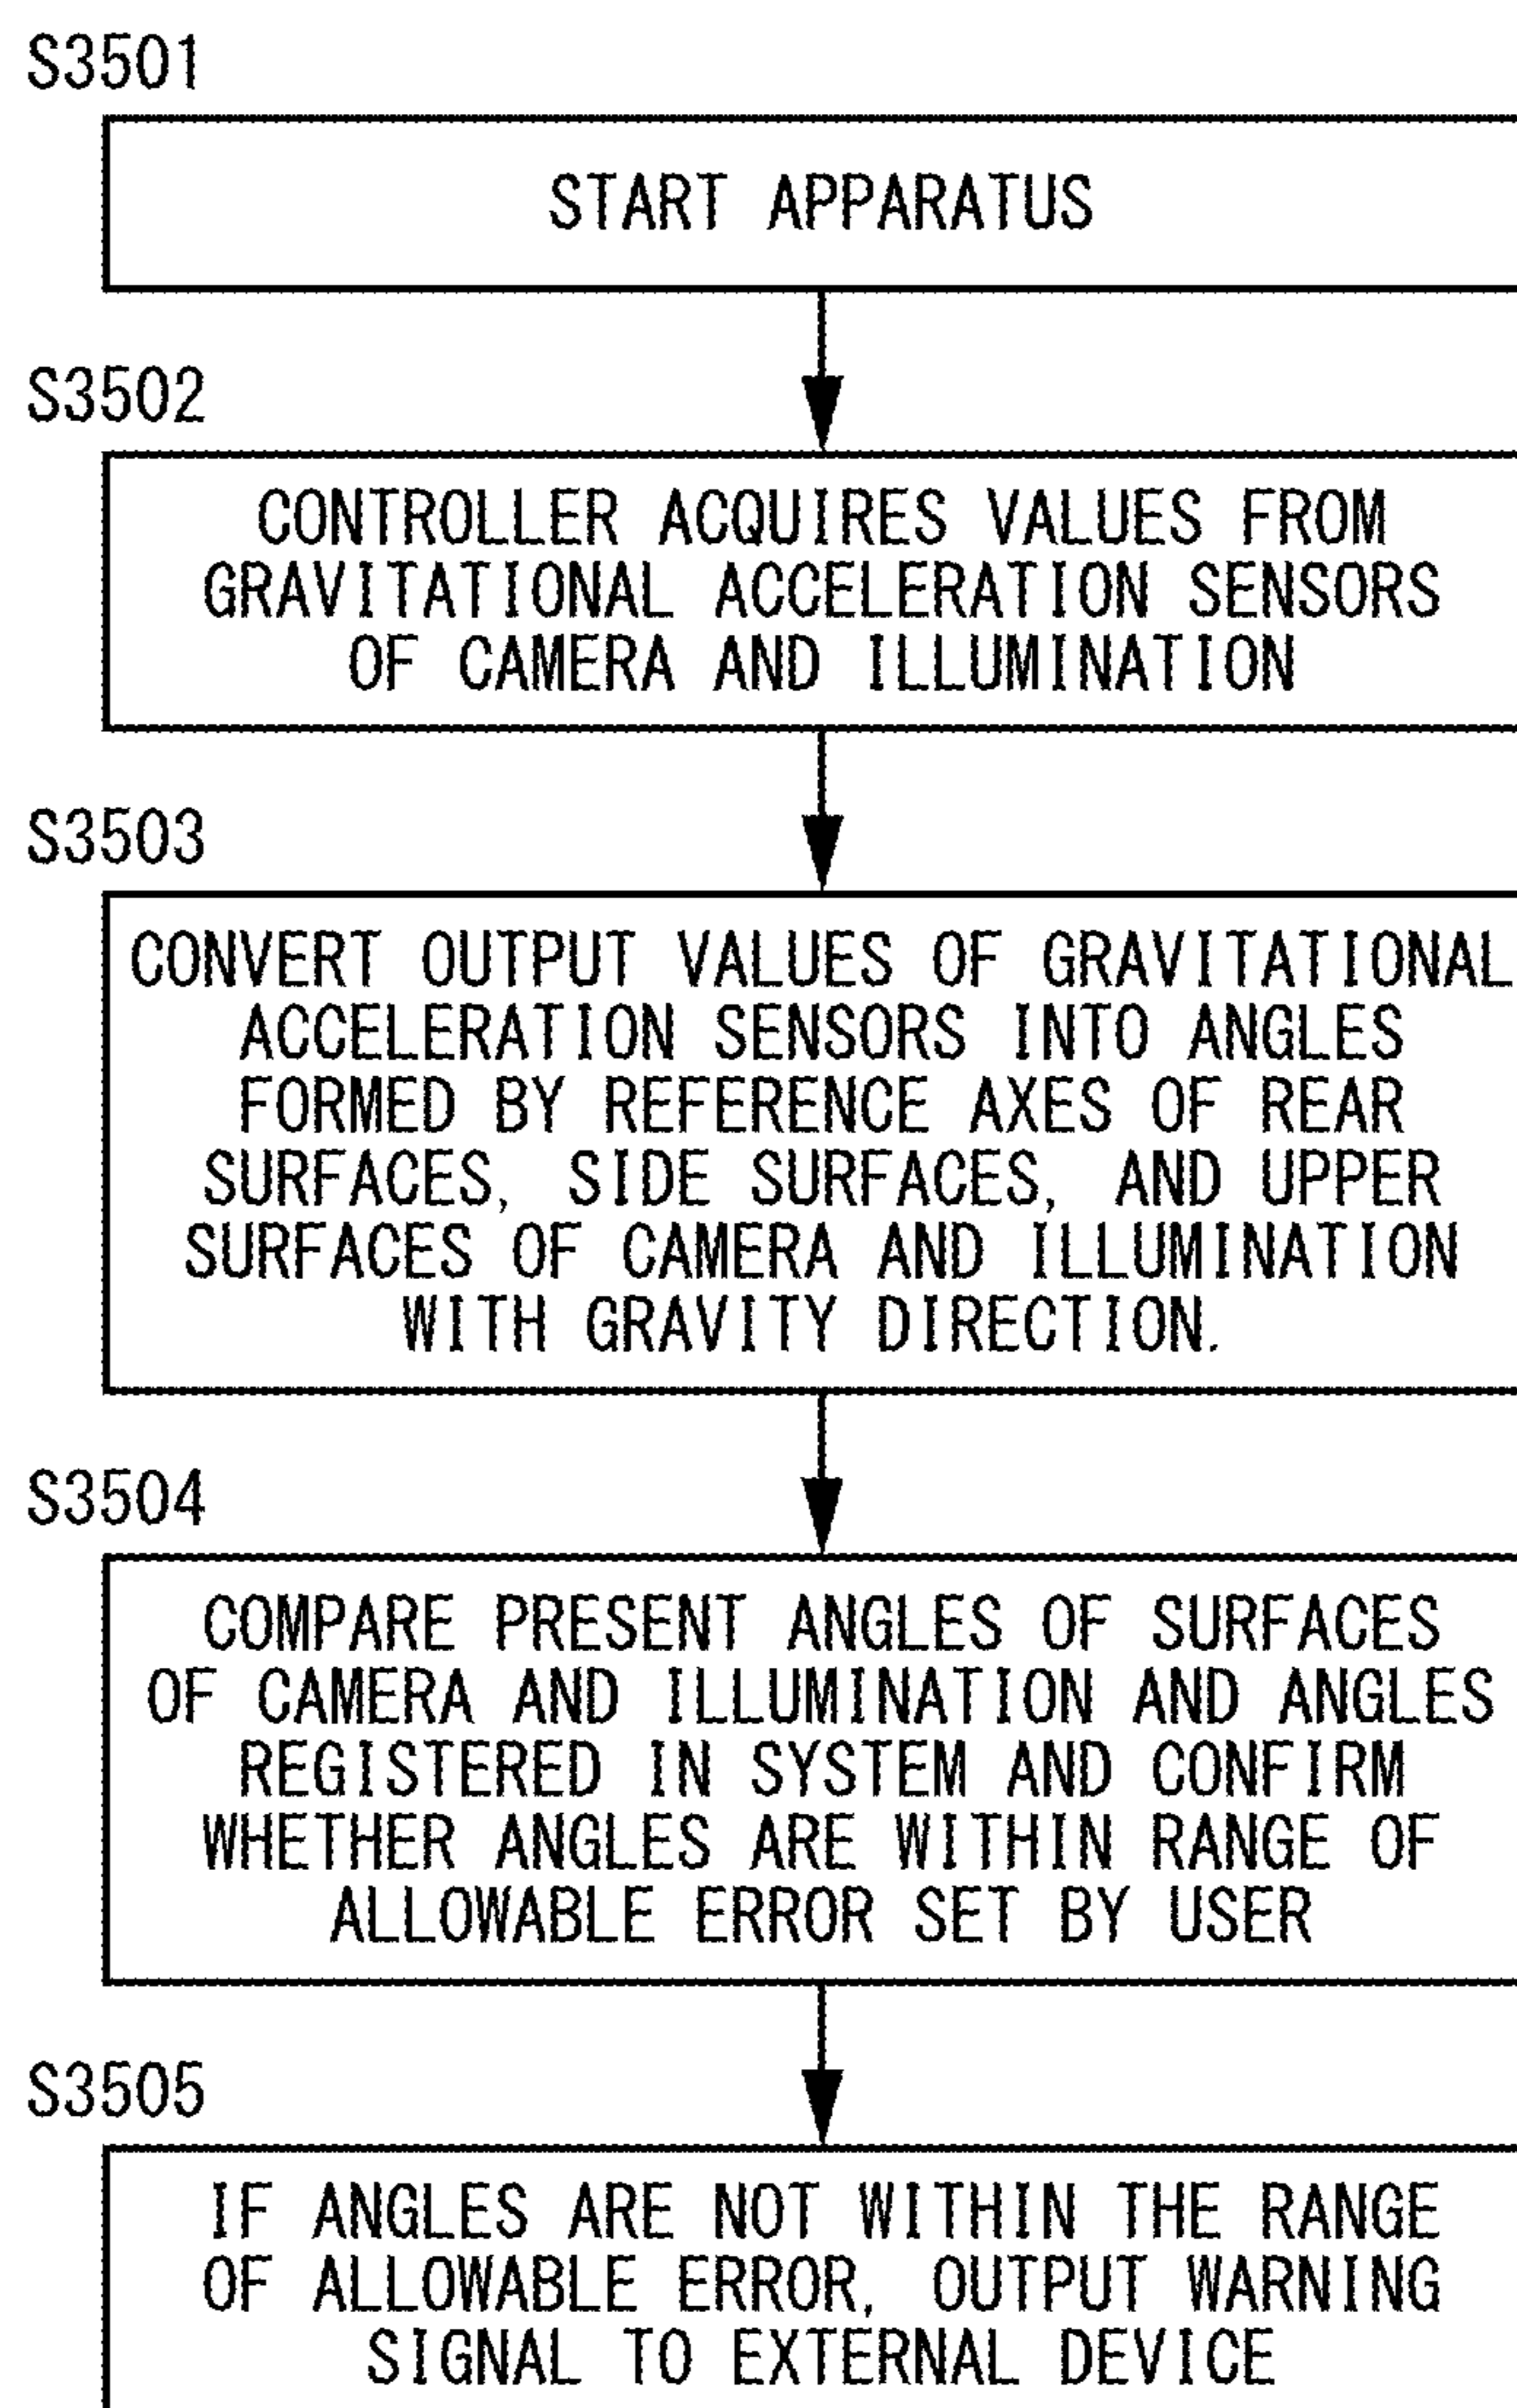 S3501
START APPARATUS
S3502
CONTROLLER ACQUIRES VALUES FROM
GRAVITATIONAL ACCELERATION SENSORS
OF CAMERA AND ILLUMINATION
S3503
CONVERT OUTPUT VALUES OF GRAVITATIONAL
ACCELERATION SENSORS INTO ANGLES
FORMED BY REFERENCE AXES OF REAR
SURFACES, SIDE SURFACES, AND UPPER
SURFACES OF CAMERA AND ILLUMINATION
WITH GRAVITY DIRECTION.
S3504
COMPARE PRESENT ANGLES OF SURFACES
OF CAMERA AND ILLUMINATION AND ANGLES
REGISTERED IN SYSTEM AND CONFIRM
WHETHER ANGLES ARE WITHIN RANGE OF
ALLOWABLE ERROR SET BY USER
S3505
IF ANGLES ARE NOT WITHIN THE RANGE
OF ALLOWABLE ERROR, OUTPUT WARNING
SIGNAL TO EXTERNAL DEVICE